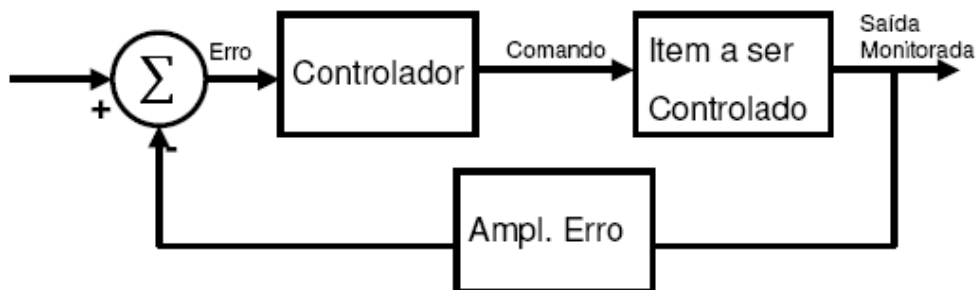 Saída
Monitorada
Erro
Comando
Controlador
Item a ser
Controlado
Σ
+
-
Ampl. Erro